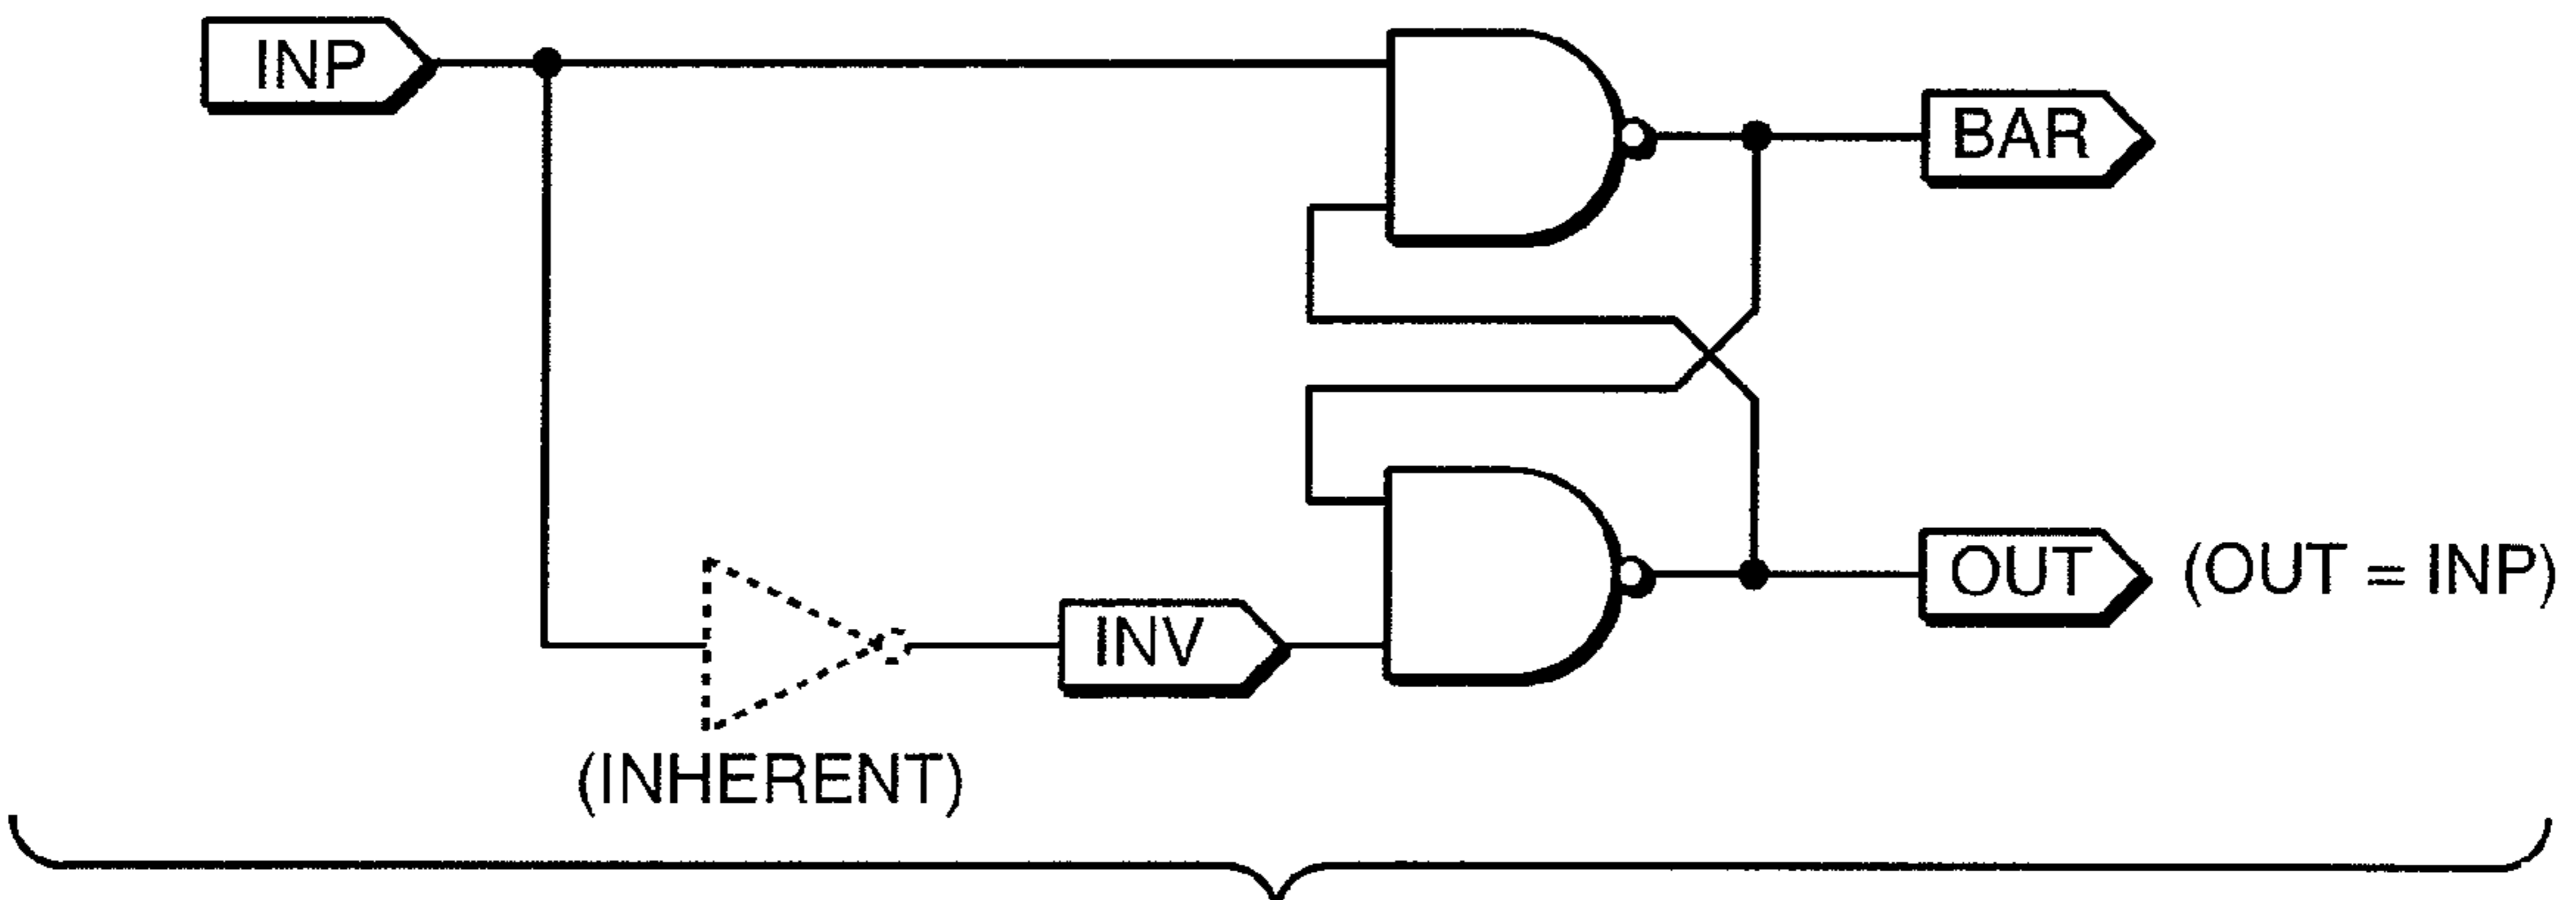 INP
BAR
OUT (OUT = INP)
INV
(INHERENT)